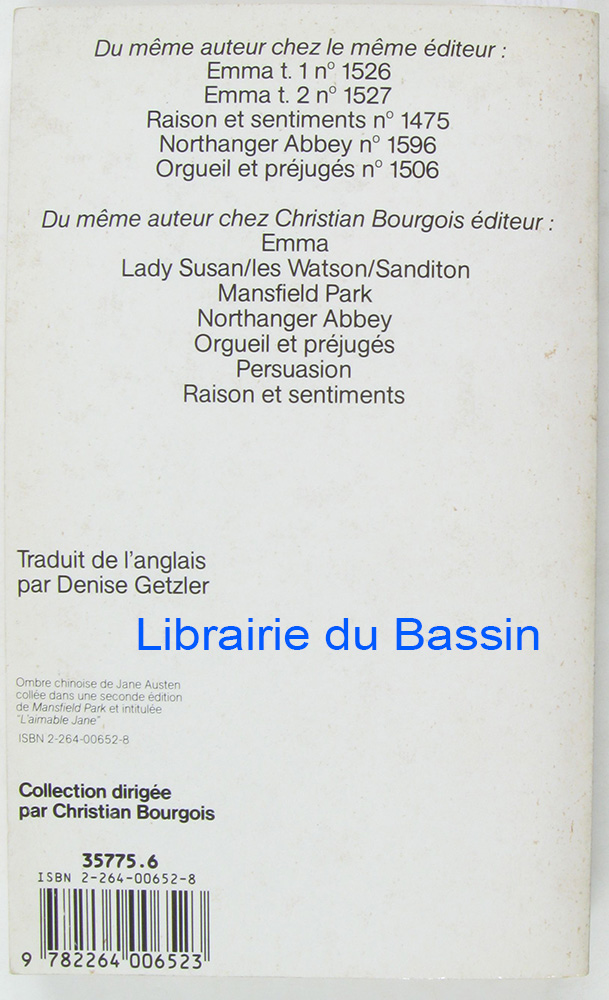 Du même auteur chez le même éditeur :
Emma t. 1 nº 1526
Emma t. 2 nº 1527
Raison et sentiments nº 1475
Northanger Abbey nº 1596
Orgueil et préjugés nº 1506
Du même auteur chez Christian Bourgois éditeur :
Emma
Lady Susan/les Watson/Sanditon
Mansfield Park
Northanger Abbey
Orgueil et préjugés
Persuasion
Raison et sentiments
Traduit de l'anglais
par Denise Getzler
Librairie du Bassin
Ombre chinoise de Jane Austen
collée dans une seconde édition
de Mansfield Park et intitulée
"L'aimable Jane"
ISBN 2-264-00652-8
Collection dirigée
par Christian Bourgois
35775.6
ISBN 2-264-00652-8
9 782264 006523